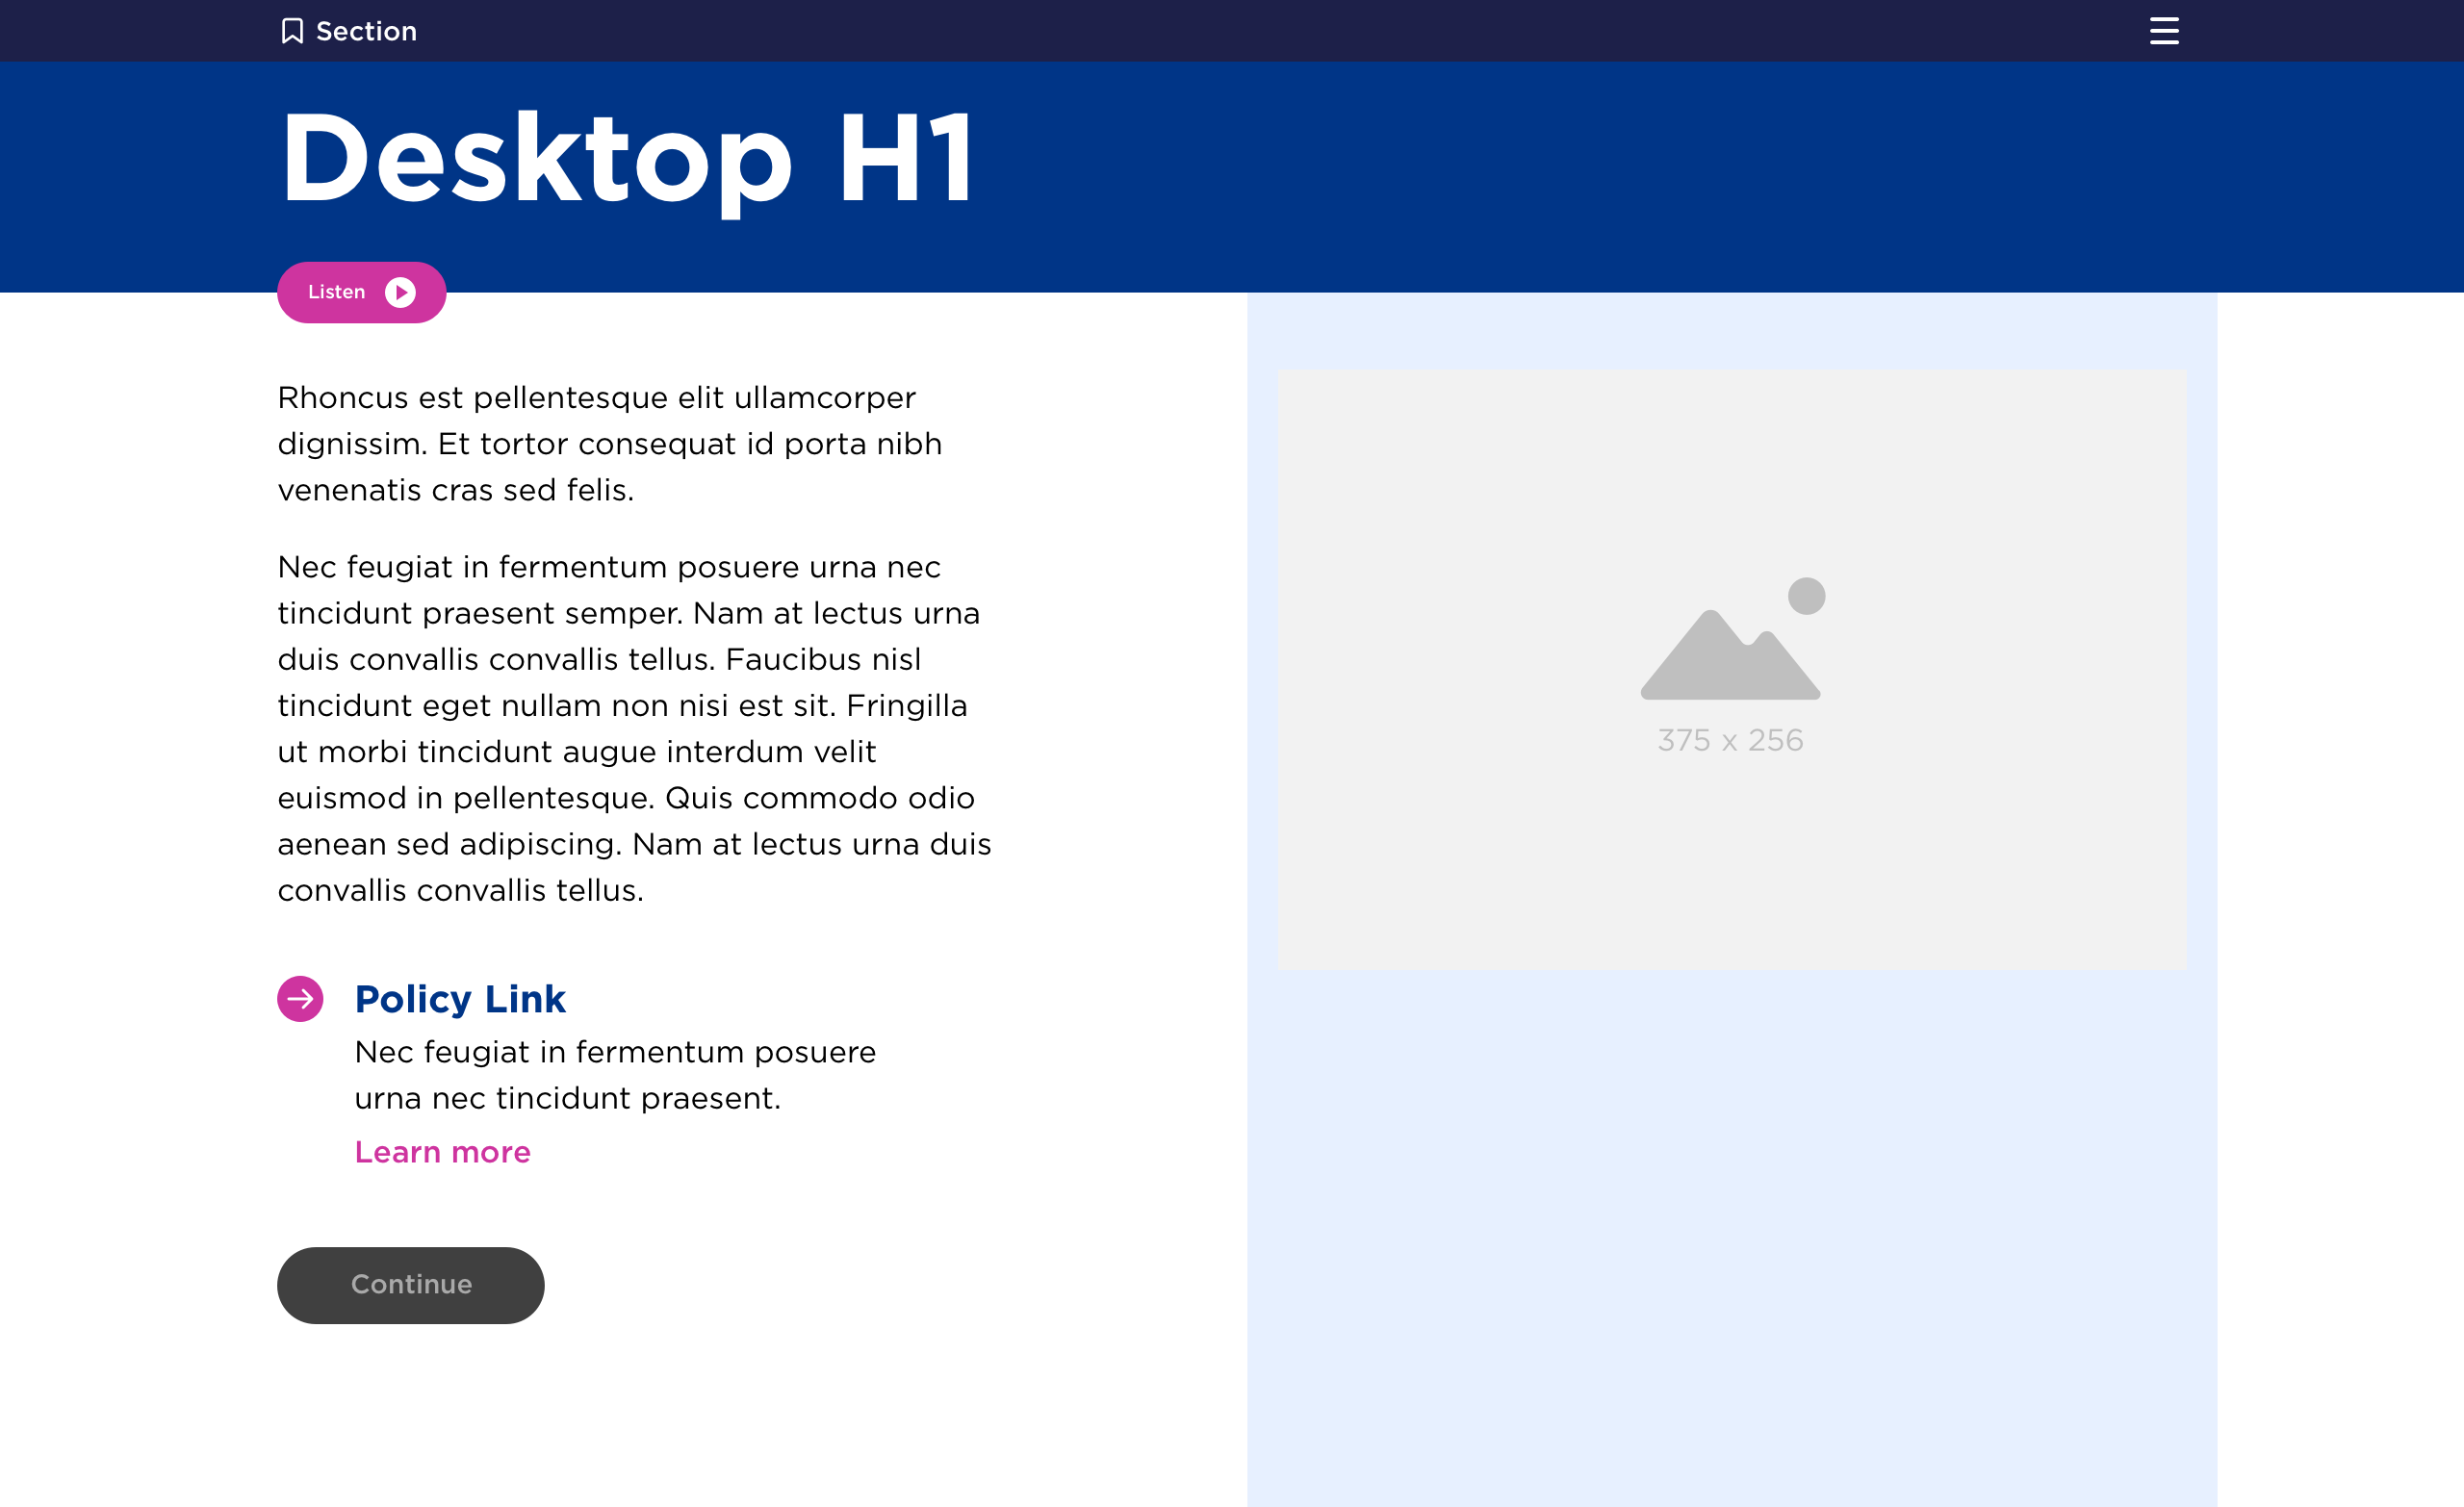 Section
Desktop H1
Listen
Rhoncus est pellentesque elit ullamcorper
dignissim. Et tortor consequat id porta nibh
venenatis cras sed felis.
Nec feugiat in fermentum posuere urna nec
tincidunt praesent semper. Nam at lectus urna
duis convallis convallis tellus. Faucibus nisl
tincidunt eget nullam non nisi est sit. Fringilla
ut morbi tincidunt augue interdum velit
euismod in pellentesque. Quis commodo odio
aenean sed adipiscing. Nam at lectus urna duis
convallis convallis tellus.
Policy Link
Nec feugiat in fermentum posuere
urna nec tincidunt praesent.
Learn more
Continue
375 x 256